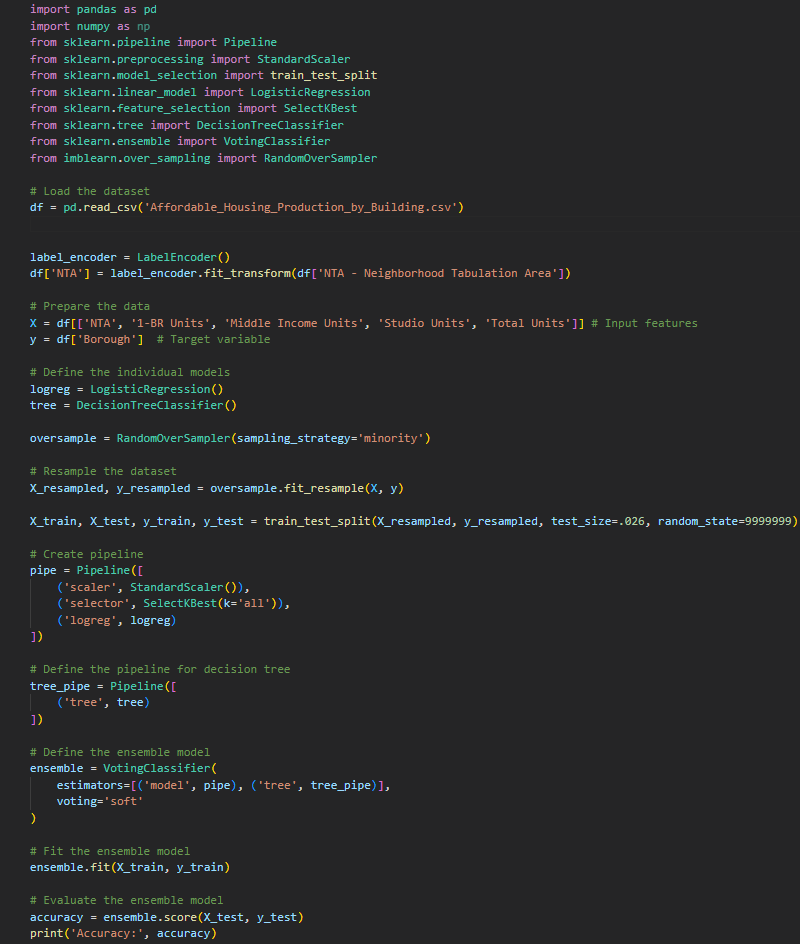 import pandas as pd
import numpy as np
from sklearn.pipeline import Pipeline
from sklearn.preprocessing import StandardScaler
from sklearn.model_selection import train_test_split
from sklearn.linear_model import LogisticRegression
from sklearn.feature_selection import SelectKBest
from sklearn.tree import DecisionTreeClassifier
from sklearn.ensemble import VotingClassifier
from imblearn.over_sampling import RandomOverSampler
# Load the dataset
df = pd.read_csv('Affordable_Housing_Production_by_Building.csv')
label_encoder = LabelEncoder()
df['NTA'] = label_encoder.fit_transform(df['NTA - Neighborhood Tabulation Area'])
# Prepare the data
X = df[['NTA', '1-BR Units', 'Middle Income Units', 'Studio Units', 'Total Units']] # Input features
y = df['Borough']  # Target variable
# Define the individual models
logreg = LogisticRegression()
tree = DecisionTreeClassifier()
oversample = RandomOverSampler(sampling_strategy='minority')
# Resample the dataset
X_resampled, y_resampled = oversample.fit_resample(X, y)
X_train, X_test, y_train, y_test = train_test_split(X_resampled, y_resampled, test_size=.026, random_state=9999999)
# Create pipeline
pipe = Pipeline([
    ('scaler', StandardScaler()),
    ('selector', SelectKBest(k='all')),
    ('logreg', logreg)
])
# Define the pipeline for decision tree
tree_pipe = Pipeline([
    ('tree', tree)
])
# Define the ensemble model
ensemble = VotingClassifier(
    estimators=[('model', pipe), ('tree', tree_pipe)],
    voting='soft'
)
# Fit the ensemble model
ensemble.fit(X_train, y_train)
# Evaluate the ensemble model
accuracy = ensemble.score(X_test, y_test)
print('Accuracy:', accuracy)